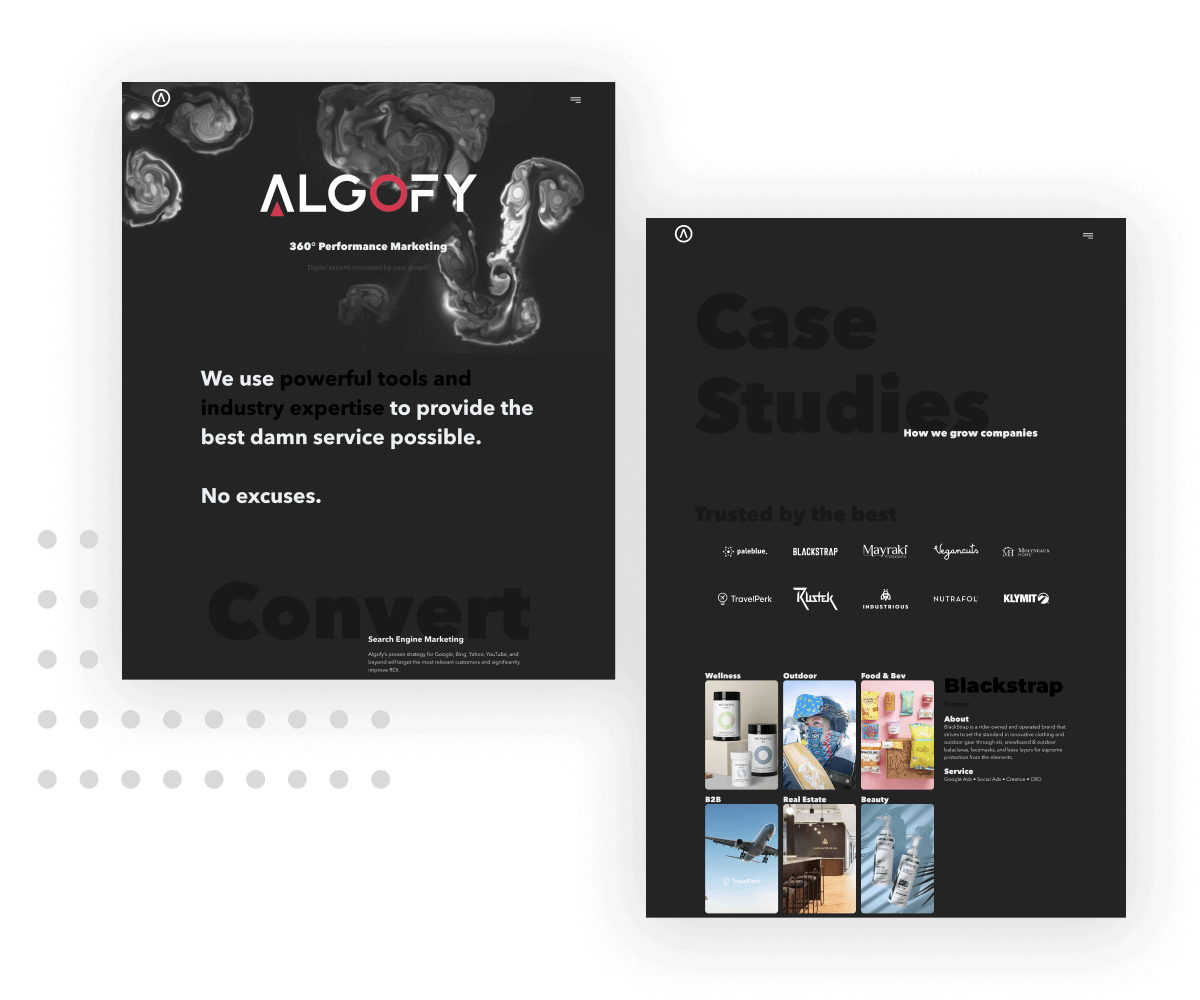 ALGOFY
360° Performance Marketing
Digital experts motivated by your growth
We use powerful tools and
industry expertise to provide the
best damn service possible.
No excuses.
Convert
Search Engine Marketing
Algofy's proven strategy for Google, Bing, Yahoo, YouTube, and
beyond will target the most relevant customers and significantly
improve ROI.
Case
Studies
How we grow companies
Trusted by the best
paleblue.
BLACKSTRAP
Mayraki
Vegancuts
MOLYNEAUX
HOME
TravelPerk
Rustek
INDUSTRIOUS
NUTRAFOL
KLYMIT
Wellness
Outdoor
Food & Bev
NUTRAFOL
NUTRAFOL
B2B
Real Estate
Beauty
TravelPerk
Blackstrap
Outdoor
About
BlackStrap is a rider-owned and operated brand that
strives to set the standard in innovative clothing and
outdoor gear through ski, snowboard & outdoor
balaclavas, facemasks, and base layers for supreme
protection from the elements.
Service
Google Ads • Social Ads • Creative • CRO